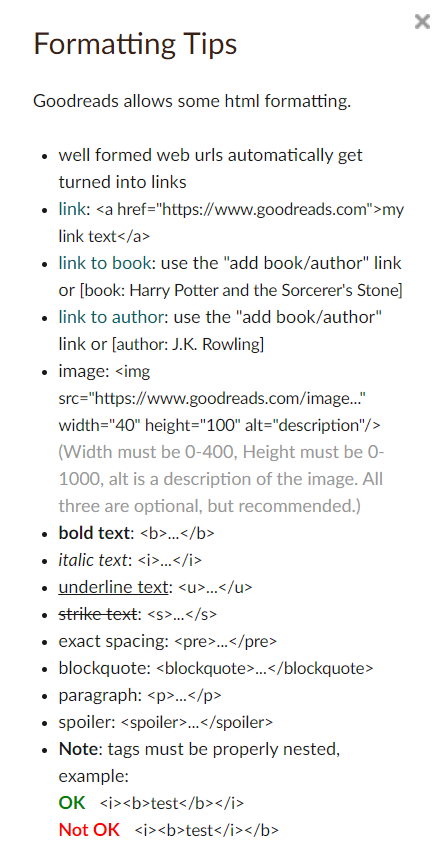 Formatting Tips
Goodreads allows some html formatting.
• well formed web urls automatically get
turned into links
• link: <a href="https://www.goodreads.com">my
link text</a>
• link to book: use the "add book/author" link
or [book: Harry Potter and the Sorcerer's Stone]
• link to author: use the "add book/author"
link or [author: J.K. Rowling]
• image: <img
src="https://www.goodreads.com/image..."
width="40" height="100" alt="description"/>
(Width must be 0-400, Height must be 0-
1000, alt is a description of the image. All
three are optional, but recommended.)
• bold text: <b>...</b>
• italic text: <i>...</i>
• underline text: <u>...</u>
• strike text: <s>...</s>
• exact spacing: <pre>...</pre>
• blockquote: <blockquote>...</blockquote>
• paragraph: <p>...</p>
• spoiler: <spoiler>...</spoiler>
• Note: tags must be properly nested,
example:
OK <i><b>test</b></i>
Not OK <i><b>test</i></b>